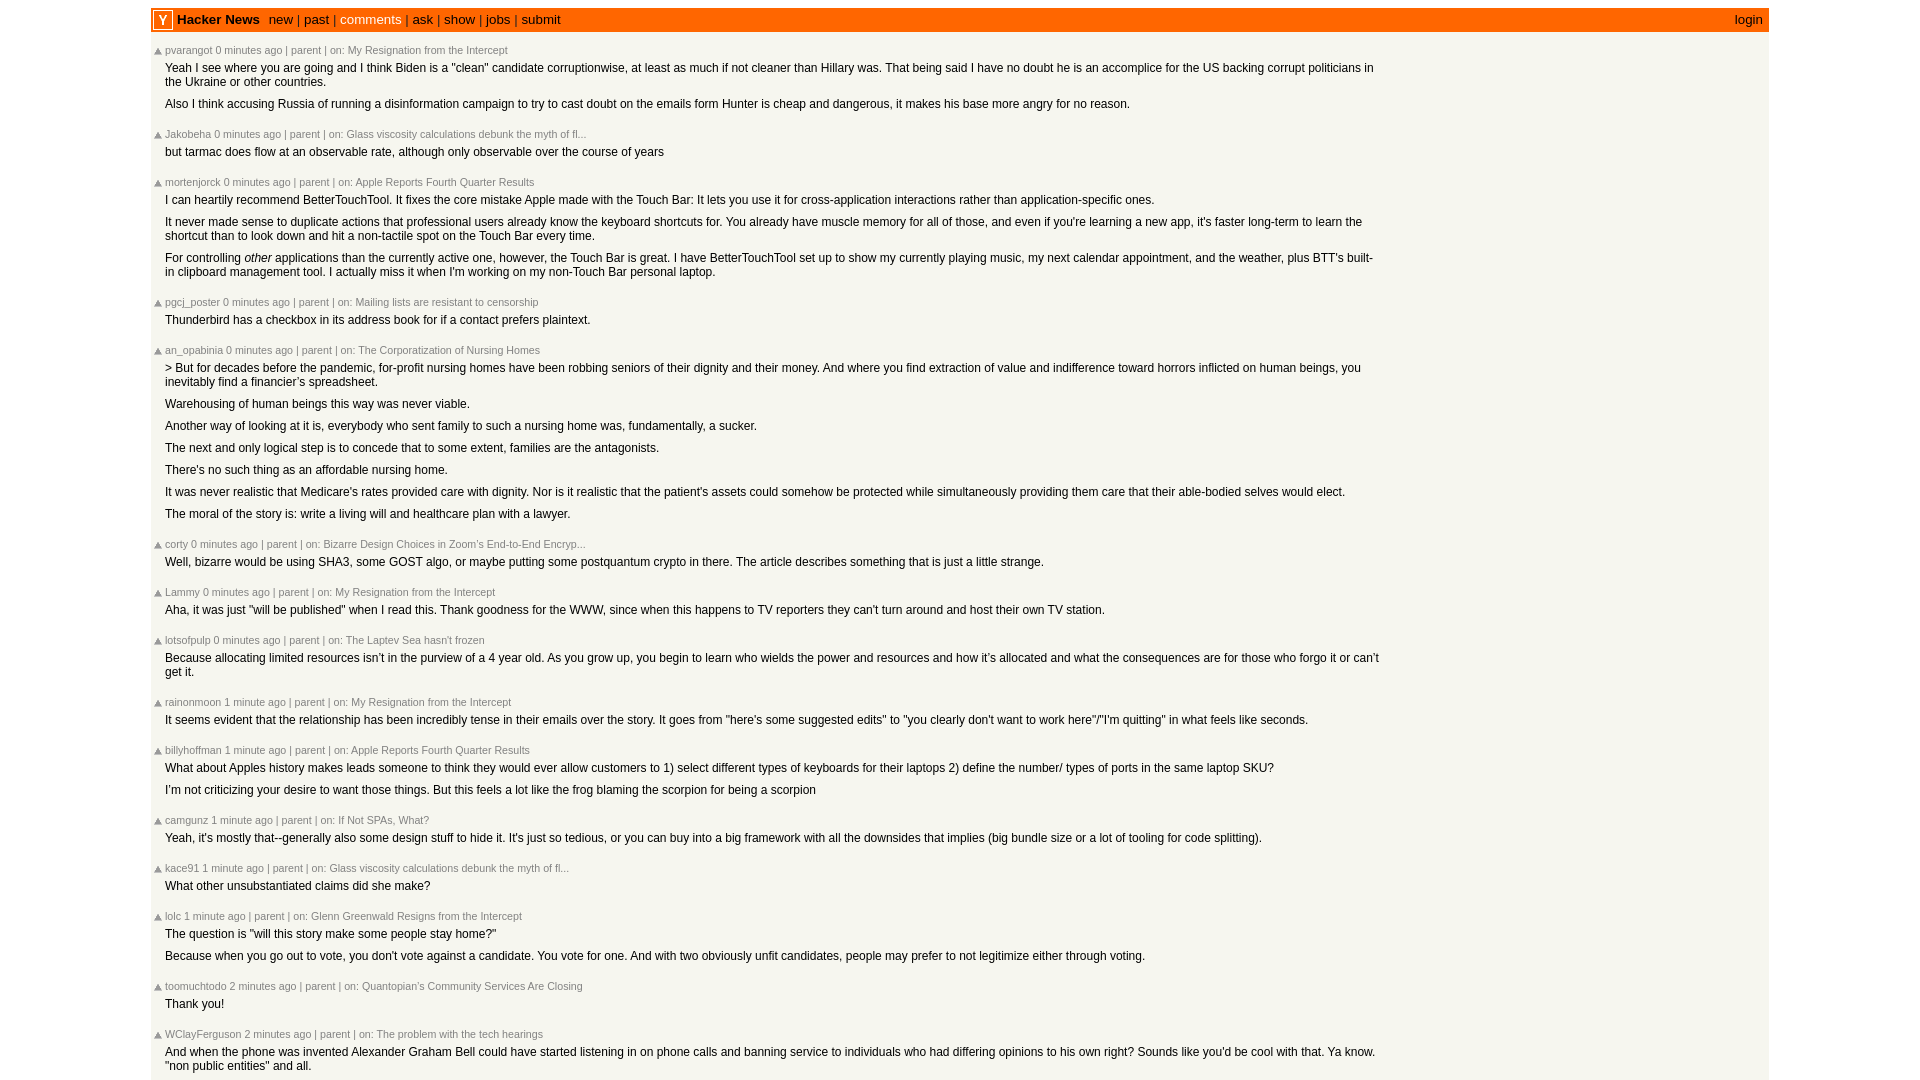 Y Hacker News new | past | comments | ask | show | jobs | submit login
pvarangot 0 minutes ago | parent | on: My Resignation from the Intercept
Yeah I see where you are going and I think Biden is a "clean" candidate corruptionwise, at least as much if not cleaner than Hillary was. That being said I have no doubt he is an accomplice for the US backing corrupt politicians in
the Ukraine or other countries.
Also I think accusing Russia of running a disinformation campaign to try to cast doubt on the emails form Hunter is cheap and dangerous, it makes his base more angry for no reason.
Jakobeha 0 minutes ago | parent | on: Glass viscosity calculations debunk the myth of fl...
but tarmac does flow at an observable rate, although only observable over the course of years
mortenjorck 0 minutes ago | parent | on: Apple Reports Fourth Quarter Results
I can heartily recommend BetterTouchTool. It fixes the core mistake Apple made with the Touch Bar: It lets you use it for cross-application interactions rather than application-specific ones.
It never made sense to duplicate actions that professional users already know the keyboard shortcuts for. You already have muscle memory for all of those, and even if you're learning a new app, it's faster long-term to learn the
shortcut than to look down and hit a non-tactile spot on the Touch Bar every time.
For controlling other applications than the currently active one, however, the Touch Bar is great. I have BetterTouchTool set up to show my currently playing music, my next calendar appointment, and the weather, plus BTT's built-
in clipboard management tool. I actually miss it when I'm working on my non-Touch Bar personal laptop.
pgcj_poster 0 minutes ago | parent | on: Mailing lists are resistant to censorship
Thunderbird has a checkbox in its address book for if a contact prefers plaintext.
an_opabinia 0 minutes ago | parent | on: The Corporatization of Nursing Homes
> But for decades before the pandemic, for-profit nursing homes have been robbing seniors of their dignity and their money. And where you find extraction of value and indifference toward horrors inflicted on human beings, you
inevitably find a financier’s spreadsheet.
Warehousing of human beings this way was never viable.
Another way of looking at it is, everybody who sent family to such a nursing home was, fundamentally, a sucker.
The next and only logical step is to concede that to some extent, families are the antagonists.
There's no such thing as an affordable nursing home.
It was never realistic that Medicare's rates provided care with dignity. Nor is it realistic that the patient's assets could somehow be protected while simultaneously providing them care that their able-bodied selves would elect.
The moral of the story is: write a living will and healthcare plan with a lawyer.
corty 0 minutes ago | parent | on: Bizarre Design Choices in Zoom’s End-to-End Encryp...
Well, bizarre would be using SHA3, some GOST algo, or maybe putting some postquantum crypto in there. The article describes something that is just a little strange.
Lammy 0 minutes ago | parent | on: My Resignation from the Intercept
Aha, it was just "will be published" when I read this. Thank goodness for the WWW, since when this happens to TV reporters they can't turn around and host their own TV station.
lotsofpulp 0 minutes ago | parent | on: The Laptev Sea hasn't frozen
Because allocating limited resources isn’t in the purview of a 4 year old. As you grow up, you begin to learn who wields the power and resources and how it’s allocated and what the consequences are for those who forgo it or can’t
get it.
rainonmoon 1 minute ago | parent | on: My Resignation from the Intercept
It seems evident that the relationship has been incredibly tense in their emails over the story. It goes from "here's some suggested edits" to "you clearly don't want to work here"/"I'm quitting" in what feels like seconds.
billyhoffman 1 minute ago | parent | on: Apple Reports Fourth Quarter Results
What about Apples history makes leads someone to think they would ever allow customers to 1) select different types of keyboards for their laptops 2) define the number/ types of ports in the same laptop SKU?
I’m not criticizing your desire to want those things. But this feels a lot like the frog blaming the scorpion for being a scorpion
camgunz 1 minute ago | parent | on: If Not SPAs, What?
Yeah, it's mostly that--generally also some design stuff to hide it. It's just so tedious, or you can buy into a big framework with all the downsides that implies (big bundle size or a lot of tooling for code splitting).
kace91 1 minute ago | parent | on: Glass viscosity calculations debunk the myth of fl...
What other unsubstantiated claims did she make?
lolc 1 minute ago | parent | on: Glenn Greenwald Resigns from the Intercept
The question is "will this story make some people stay home?"
Because when you go out to vote, you don't vote against a candidate. You vote for one. And with two obviously unfit candidates, people may prefer to not legitimize either through voting.
toomuchtodo 2 minutes ago | parent | on: Quantopian’s Community Services Are Closing
Thank you!
WClayFerguson 2 minutes ago | parent | on: The problem with the tech hearings
And when the phone was invented Alexander Graham Bell could have started listening in on phone calls and banning service to individuals who had differing opinions to his own right? Sounds like you'd be cool with that. Ya know.
"non public entities" and all.